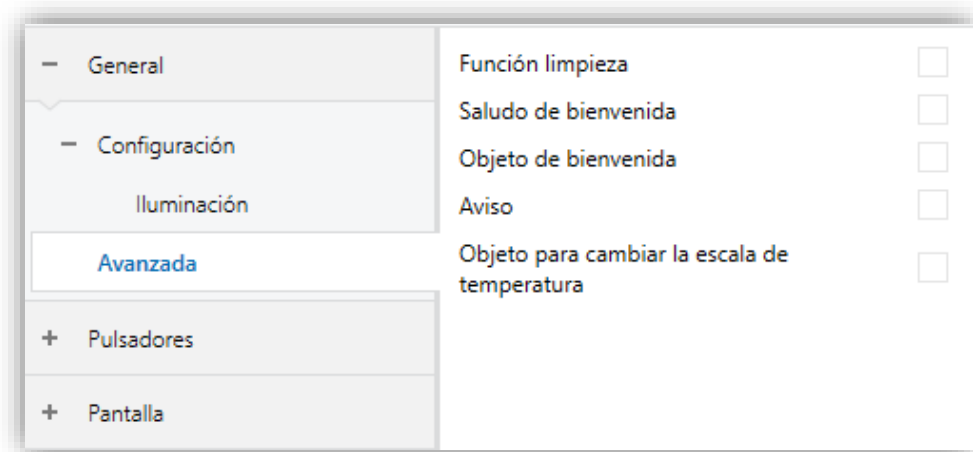 General
Configuración
Iluminación
Avanzada
Pulsadores
Pantalla
Función limpieza
Saludo de bienvenida
Objeto de bienvenida
Aviso
Objeto para cambiar la escala de
temperatura